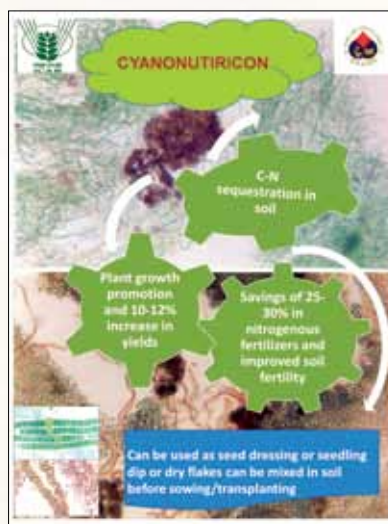 CYANONUTIRICON
C-N
sequestration in
soil
Plant growth
promotion
and 10-12%
increase in
yields
Savings of 25-
30% in
nitrogenous
fertilizers and
improved soil
fertility
Can be used as seed dressing or seedling
dip or dry flakes can be mixed in soil
before sowing/transplanting